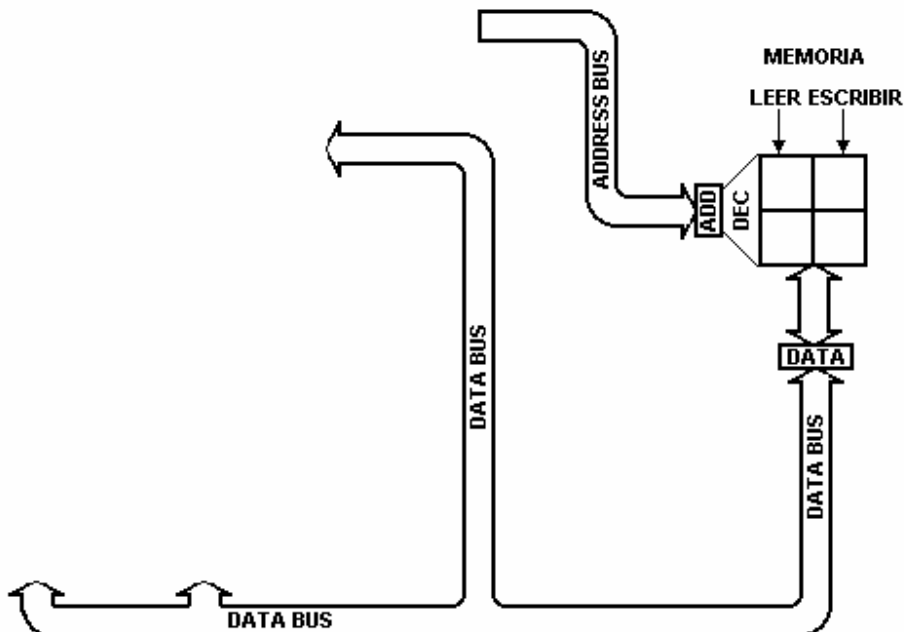 MEMORIA
LEER ESCRIBIR
ADDRESS BUS
ADD
DEC
DATA
DATA BUS
DATA BUS
DATA BUS